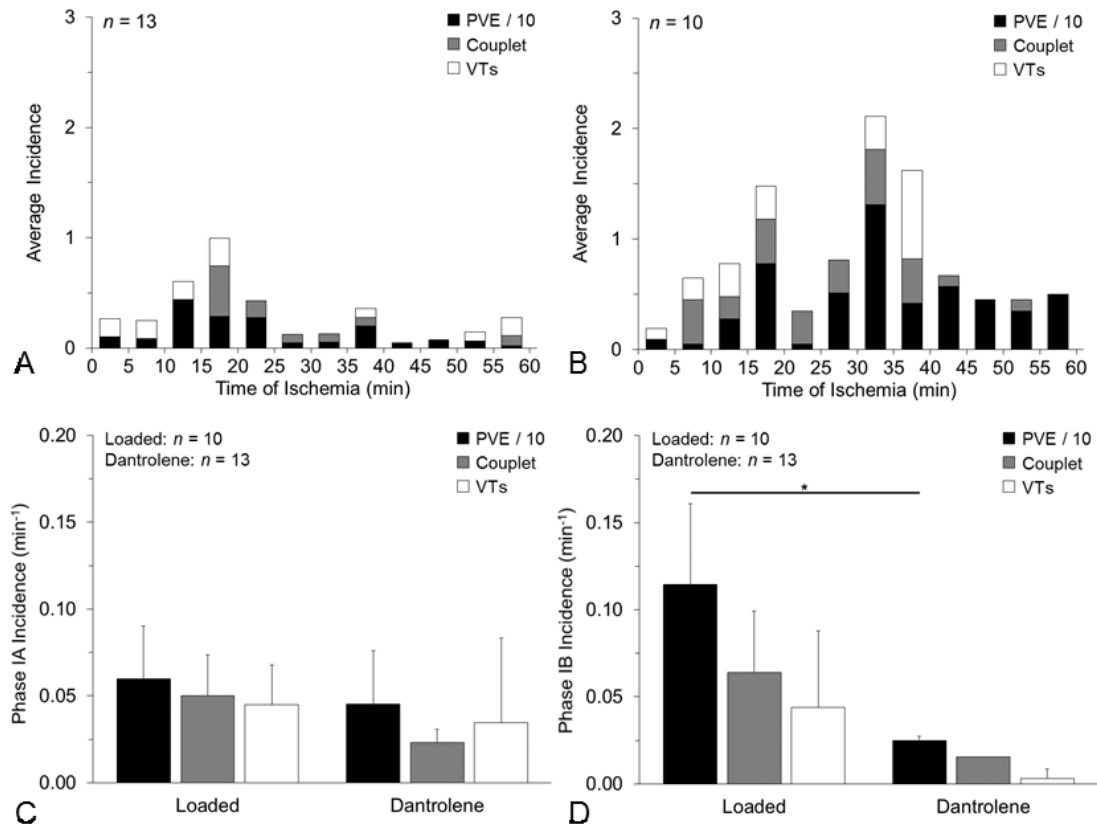 n = 13
PVE / 10
Couplet
VTs
3
2
1
0
Average Incidence
0 5 10 15 20 25 30 35 40 45 50 55 60
Time of Ischemia (min)
A
n = 10
PVE / 10
Couplet
VTs
3
2
1
0
Average Incidence
0 5 10 15 20 25 30 35 40 45 50 55 60
Time of Ischemia (min)
B
Loaded: n = 10
Dantrolene: n = 13
PVE / 10
Couplet
VTs
0.20
0.15
0.10
0.05
0.00
Phase IA Incidence (min⁻¹)
Loaded Dantrolene
C
Loaded: n = 10
Dantrolene: n = 13
PVE / 10
Couplet
VTs
*
0.20
0.15
0.10
0.05
0.00
Phase IB Incidence (min⁻¹)
Loaded Dantrolene
D